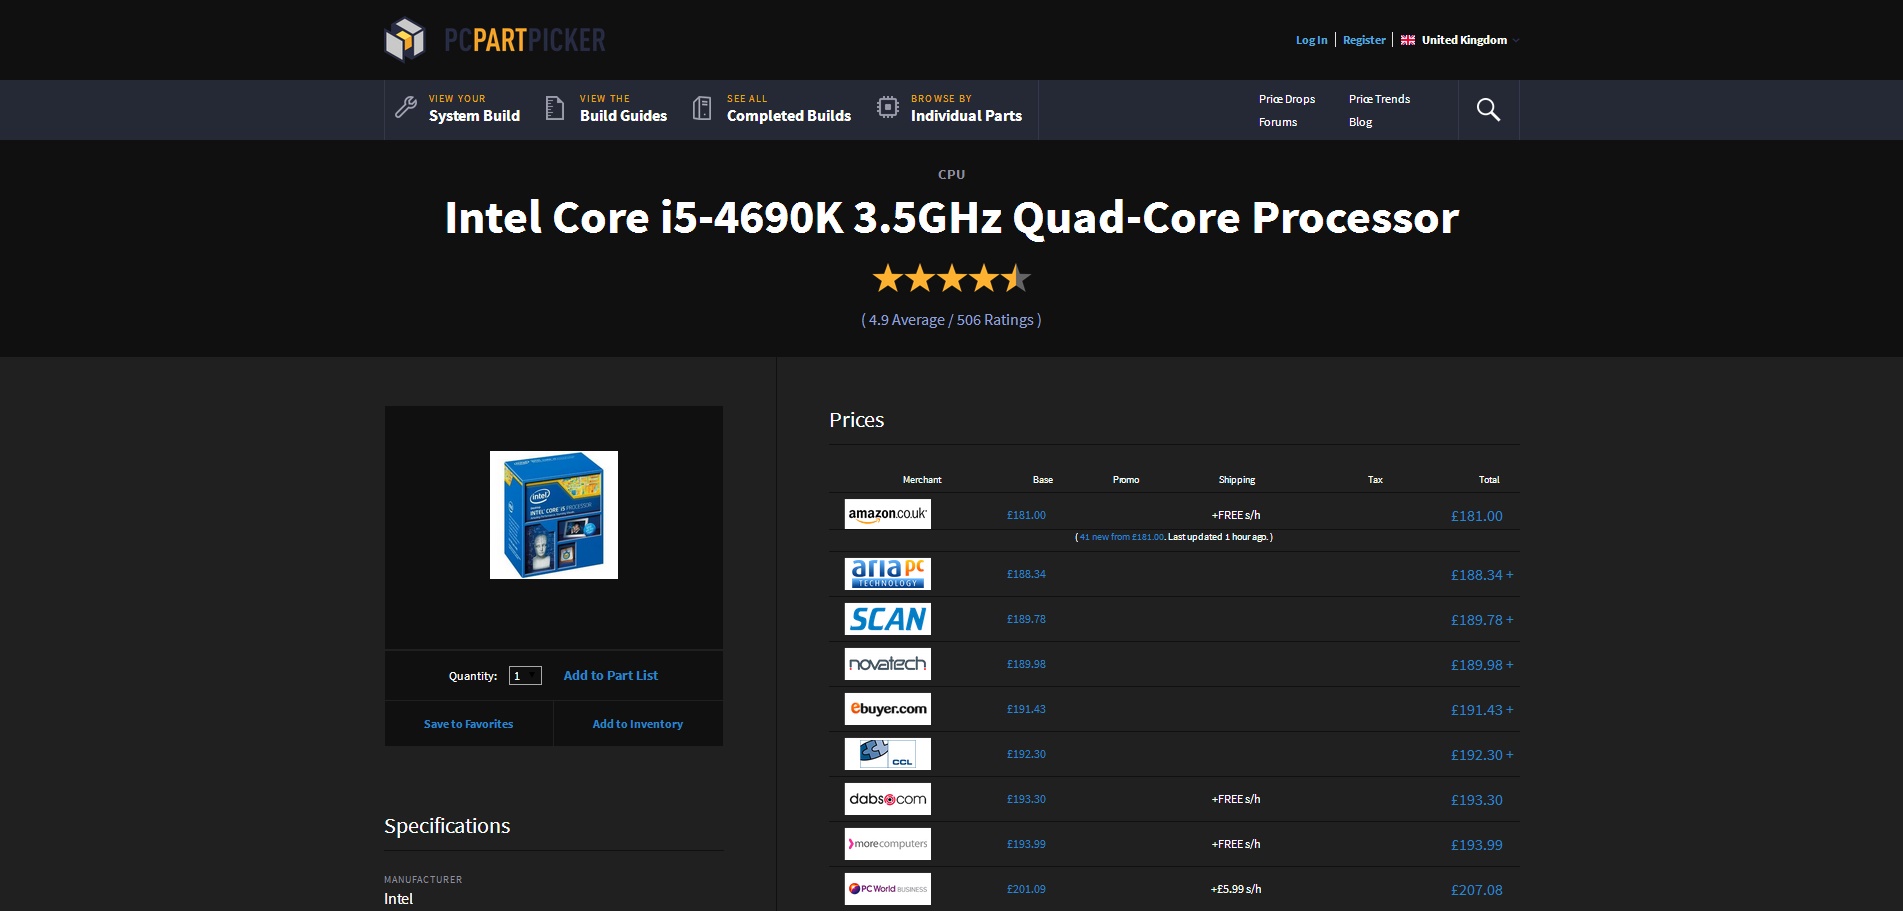 PCPARTPICKER
Log In
Register
United Kingdom
VIEW YOUR
System Build
VIEW THE
Build Guides
SEE ALL
Completed Builds
BROWSE BY
Individual Parts
Price Drops
Price Trends
Forums
Blog
CPU
Intel Core i5-4690K 3.5GHz Quad-Core Processor
( 4.9 Average / 506 Ratings )
intel
INTEL CORE i5 PROCESSOR
Quantity: 1 Add to Part List
Save to Favorites
Add to Inventory
Specifications
MANUFACTURER
Intel
Prices
Merchant Base Promo Shipping Tax Total
amazon.co.uk £181.00 +FREE s/h £181.00
( 41 new from £181.00. Last updated 1 hour ago. )
aria pc £188.34 £188.34 +
TECHNOLOGY
SCAN £189.78 £189.78 +
novatech £189.98 £189.98 +
ebuyer.com £191.43 £191.43 +
CCL £192.30 £192.30 +
dabs.com £193.30 +FREE s/h £193.30
morecomputers £193.99 +FREE s/h £193.99
PC World BUSINESS £201.09 +£5.99 s/h £207.08